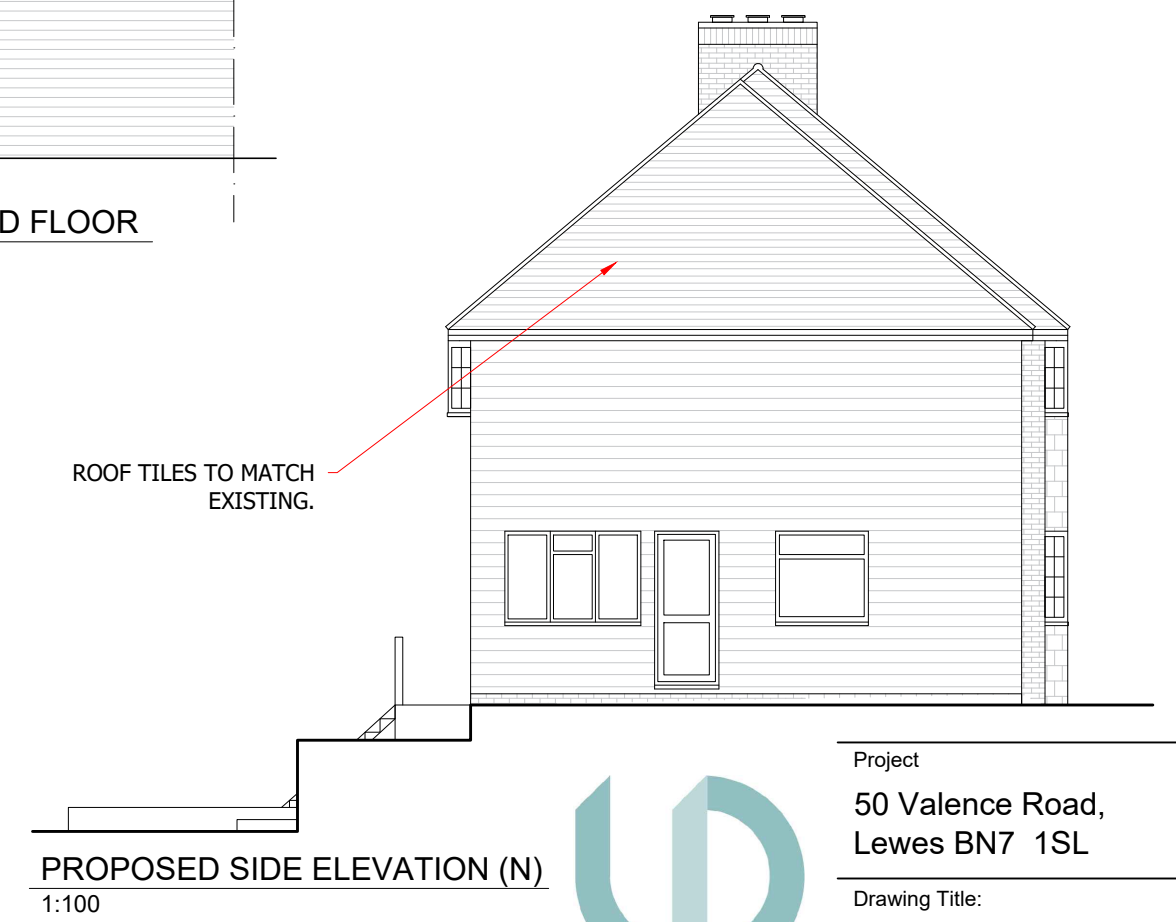 D FLOOR
ROOF TILES TO MATCH
EXISTING.
PROPOSED SIDE ELEVATION (N)
1:100
Project
50 Valence Road,
Lewes BN7 1SL
Drawing Title: